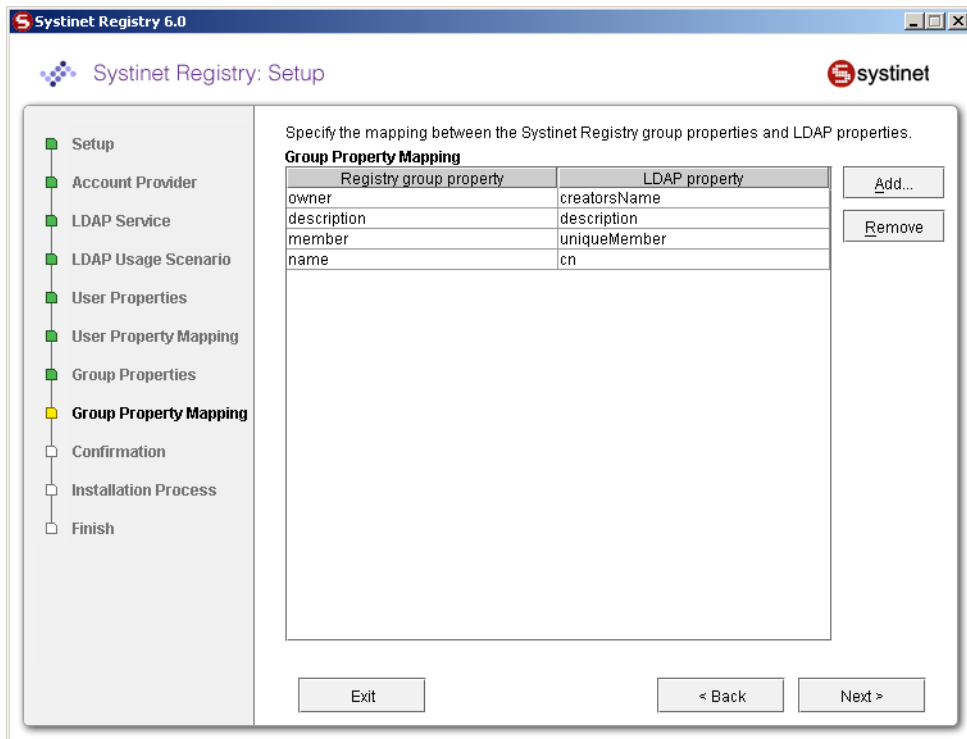 Systinet Registry 6.0
Systinet Registry: Setup
systinet
Setup
Account Provider
LDAP Service
LDAP Usage Scenario
User Properties
User Property Mapping
Group Properties
Group Property Mapping
Confirmation
Installation Process
Finish
Specify the mapping between the Systinet Registry group properties and LDAP properties.
Group Property Mapping
Registry group property LDAP property
owner creatorsName
description description
member uniqueMember
name cn
Add...
Remove
Exit
< Back
Next >